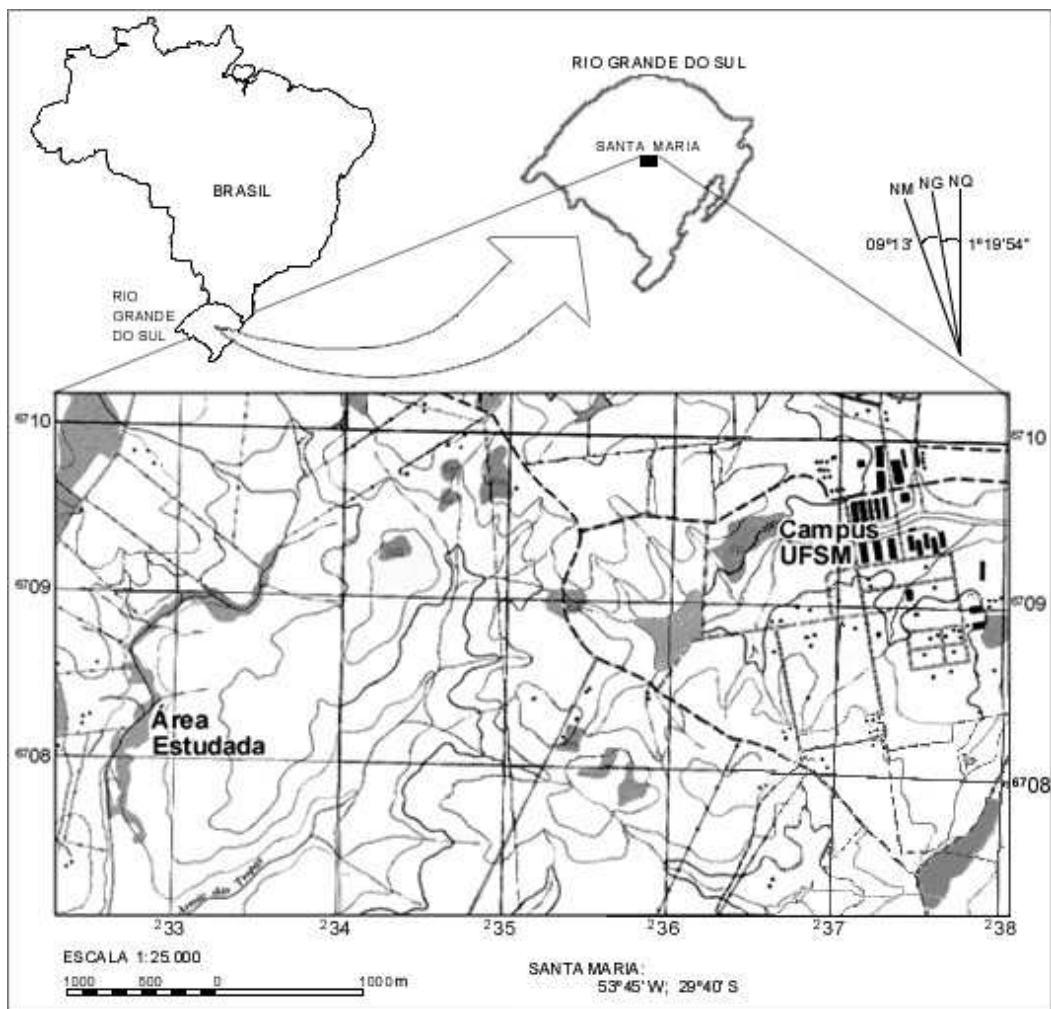 RIO GRANDE DO SUL
SANTA MARIA
BRASIL
NM NG NQ
09°13' 1°19'54"
RIO
GRANDE
DO SUL
6710 6710
Campus
UFSM
6709 6709
Área
Estudada
6708 6708
233 234 235 236 237 238
ESCALA 1:25.000
1000 500 0 1000m
SANTA MARIA:
53°45' W; 29°40' S